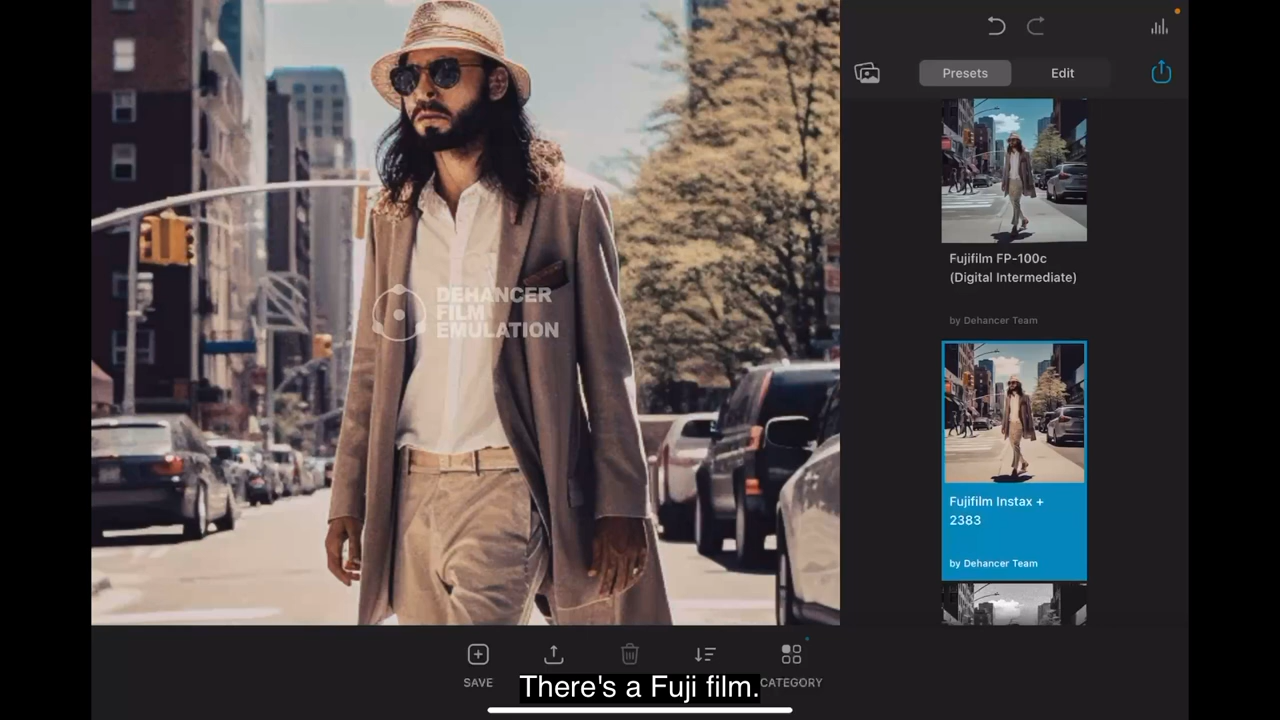 Presets
Edit
Fujifilm FP-100c
(Digital Intermediate)
by Dehancer Team
DEHANCER
FILM
EMULATION
Fujifilm Instax +
2383
by Dehancer Team
SAVE
CATEGORY
There's a Fuji film.